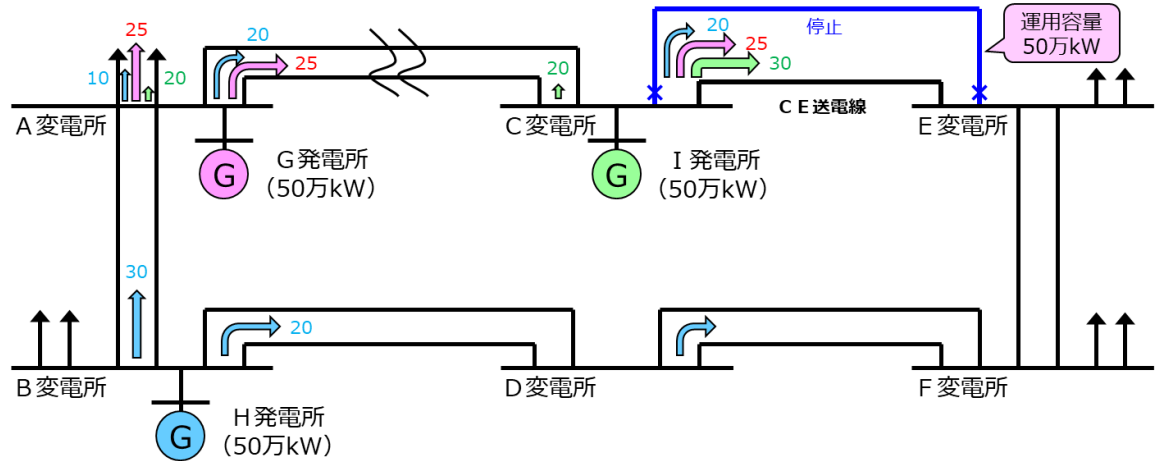 25
10
20
20
25
20
20
25
30
停止
運用容量
50万kW
A変電所
C変電所
CE送電線
E変電所
G
G発電所
(50万kW)
G
I発電所
(50万kW)
30
20
B変電所
D変電所
F変電所
G
H発電所
(50万kW)